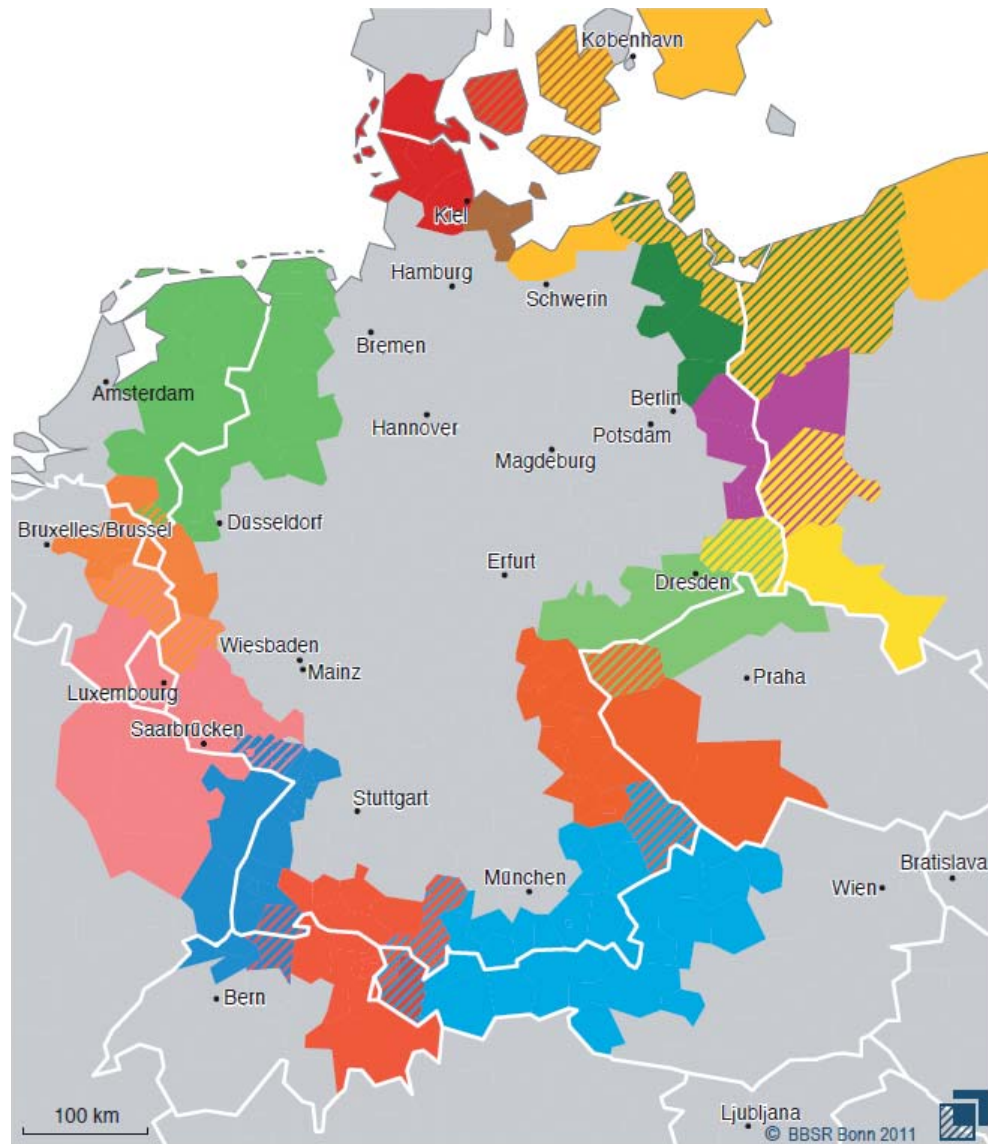 København
Kiel
Hamburg
Schwerin
Bremen
Amsterdam
Berlin
Hannover
Potsdam
Magdeburg
Düsseldorf
Bruxelles/Brussel
Erfurt
Dresden
Wiesbaden
Mainz
Luxembourg
Praha
Saarbrücken
Stuttgart
Bratislava
München
Wien
Bern
100 km
Ljubljana
© BBSR Bonn 2011